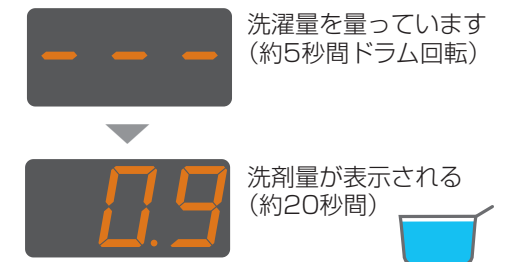 ---
洗濯量を量っています
(約5秒間ドラム回転)
0.9
洗剤量が表示される
(約20秒間)